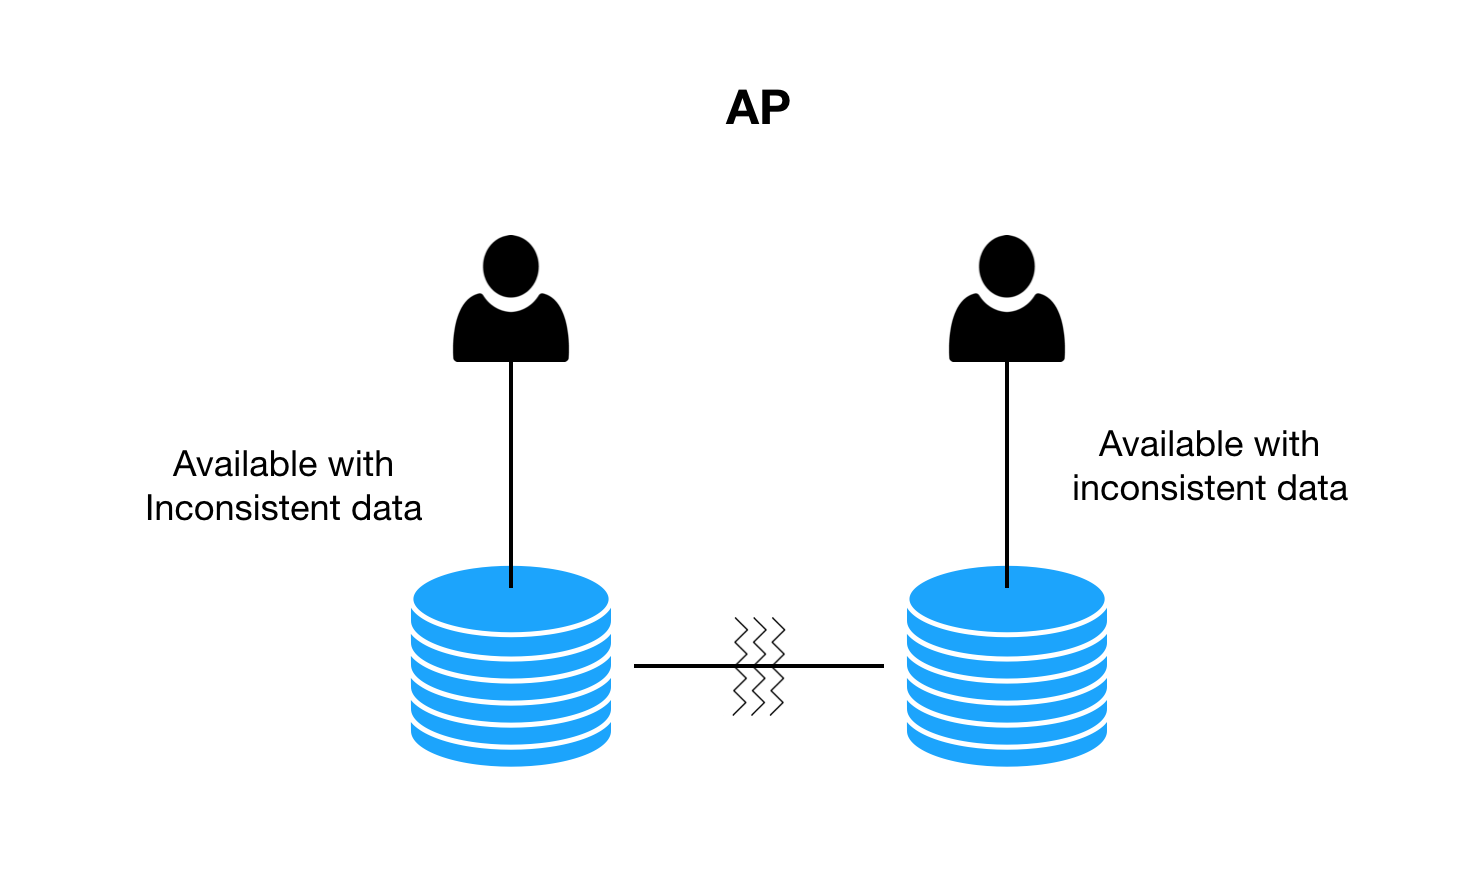 AP
Available with
Inconsistent data
Available with
inconsistent data